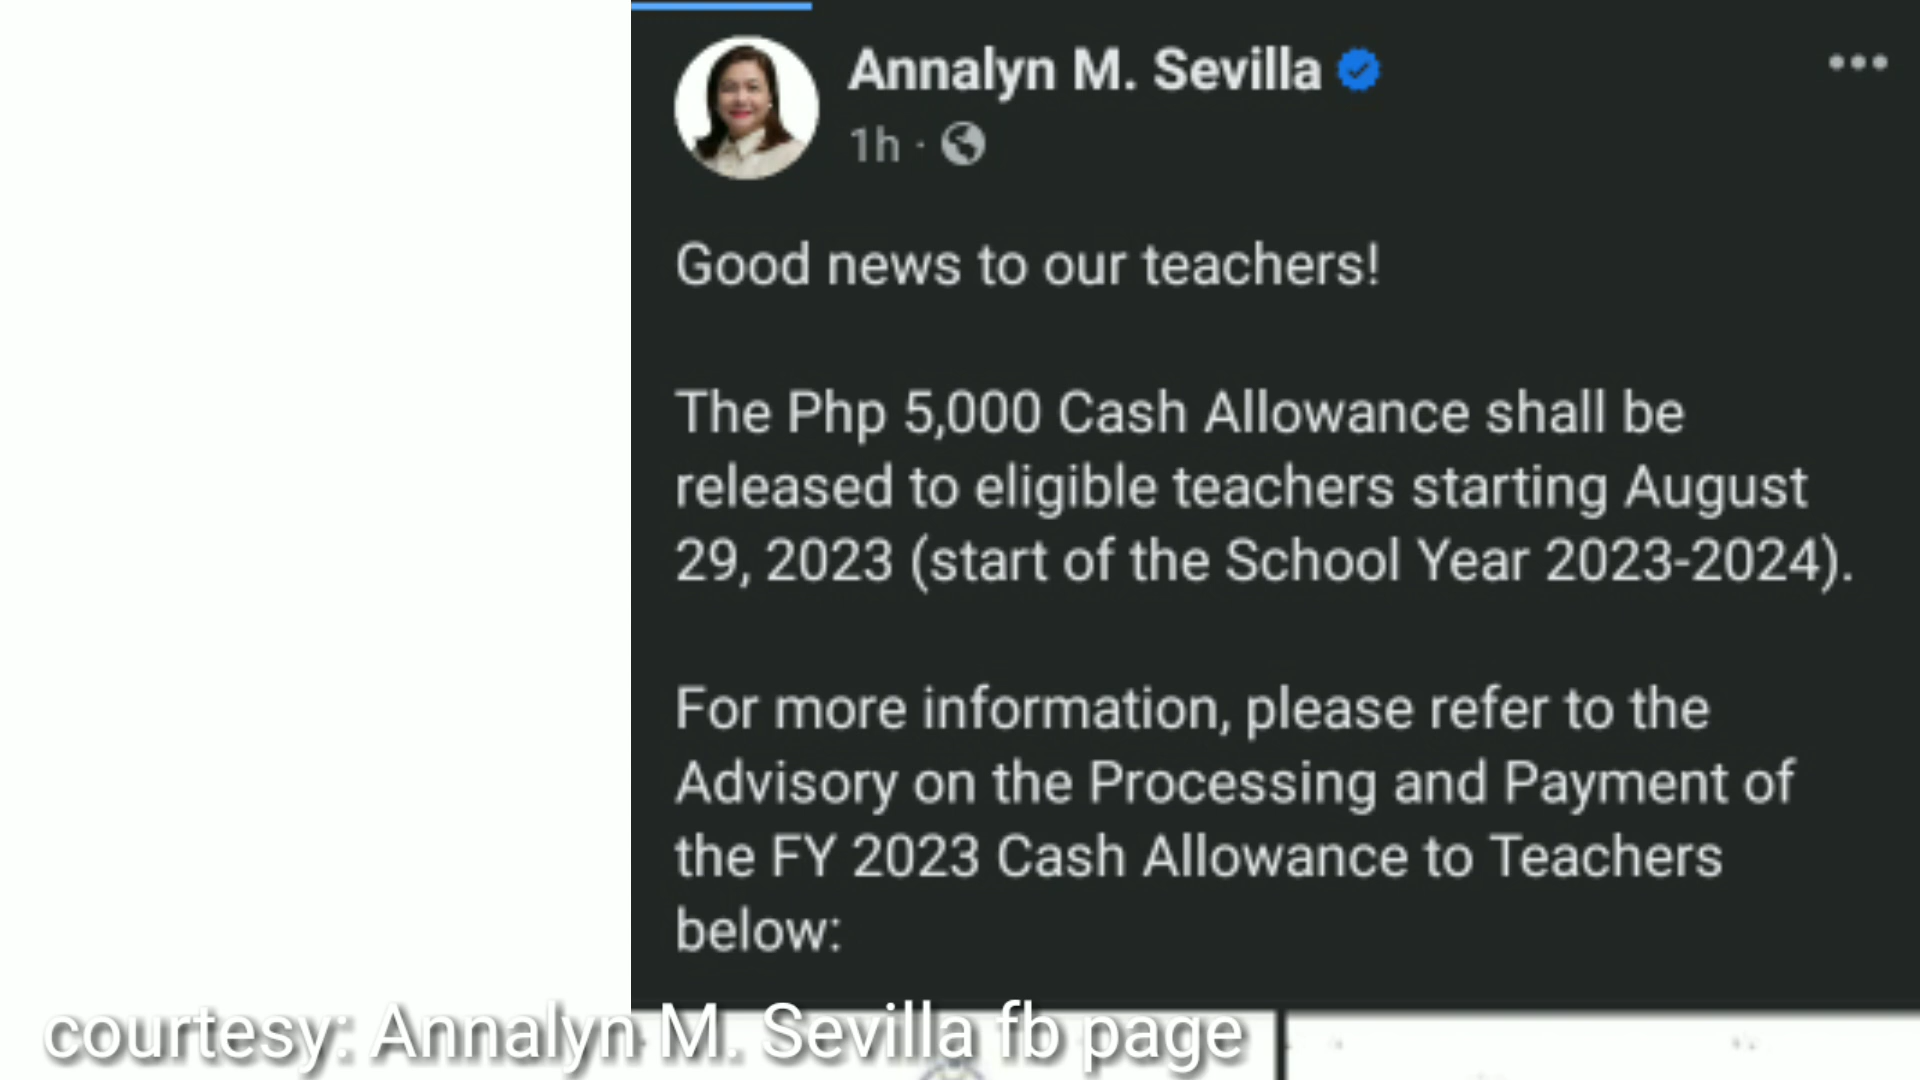 Annalyn M. Sevilla
1h ·
Good news to our teachers!
The Php 5,000 Cash Allowance shall be
released to eligible teachers starting August
29, 2023 (start of the School Year 2023-2024).
For more information, please refer to the
Advisory on the Processing and Payment of
the FY 2023 Cash Allowance to Teachers
below:
courtesy: Annalyn M. Sevilla fb page